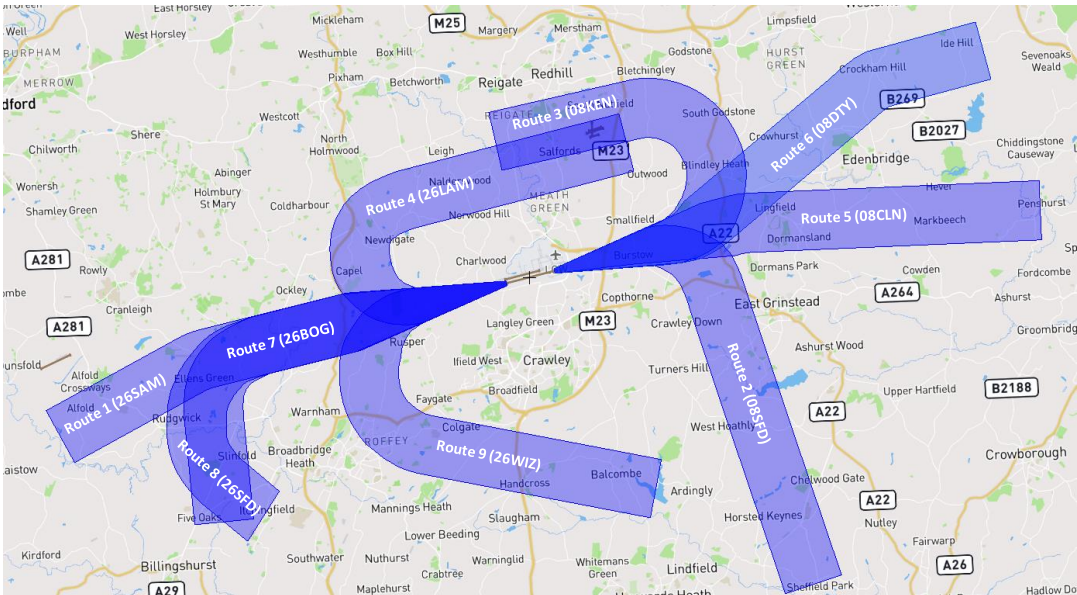 East Horsley
Well
West Horsley
Mickleham
M25
Margery
Merstham
Limpsfield
BURPHAM
Westhumble
Box Hill
Godstone
HURST
GREEN
Ide Hill
Sevenoaks
Weald
MERROW
Pixham
Betchworth
Reigate
Redhill
Bletchingley
Crockham Hill
dford
Westcott
REIGATE
Route 3 (08KEN)
South Godstone
B269
Shere
North
Holmwood
Crowhurst
Route 6 (08DTY)
B2027
Chilworth
Leigh
Salfords
M23
Edenbridge
Chiddingstone
Causeway
Abinger
Blindley Heath
Outwood
Wonersh
Holmbury
St Mary
Route 4 (26LAM)
MEATH
GREEN
Hever
Shamley Green
Coldharbour
Norwood Hill
Smallfield
Lingfield
Route 5 (08CLN)
Penshurst
Markbeech
A22
Newdigate
Dormansland
A281
Rowly
Capel
Charlwood
Burstow
Dormans Park
Cowden
Fordcombe
ombe
Ockley
Copthorne
East Grinstead
A264
Ashurst
Cranleigh
A281
Langley Green
M23
Crawley Down
Groombridg
Route 7 (26BOG)
Rusper
Ifield West
Crawley
Ashurst Wood
unsfold
Alfold
Crossways
Ellens Green
Turners Hill
Broadfield
Upper Hartfield
B2188
Alfold
Route 1 (26SAM)
Faygate
Route 2 (08SFD)
Rudgwick
Warnham
A22
Colgate
West Hoathly
ROFFEY
Broadbridge
Heath
Slinfold
Route 8 (26SFD)
Route 9 (26WIZ)
Crowborough
Balcombe
Handcross
Ardingly
Chelwood Gate
A22
Mannings Heath
Five Oaks
Slaugham
Horsted Keynes
Nutley
Lower Beeding
Fairwarp
Kirdford
Billingshurst
Southwater
Nuthurst
Warninglid
Whitemans
Green
Lindfield
A26
Crabtree
A29
Maplehurst
Sheffield Park
Hadlow Do